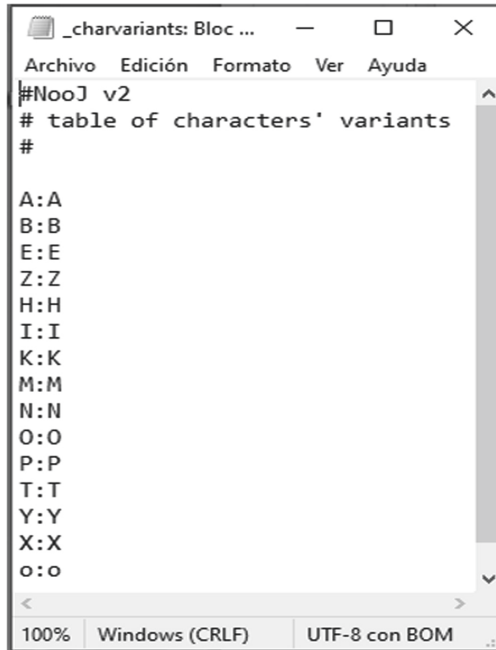 _charvariants: Bloc ...
Archivo Edición Formato Ver Ayuda
#NooJ v2
# table of characters' variants
#
A:A
B:B
E:E
Z:Z
H:H
I:I
K:K
M:M
N:N
O:O
P:P
T:T
Y:Y
X:X
o:o
100% Windows (CRLF) UTF-8 con BOM